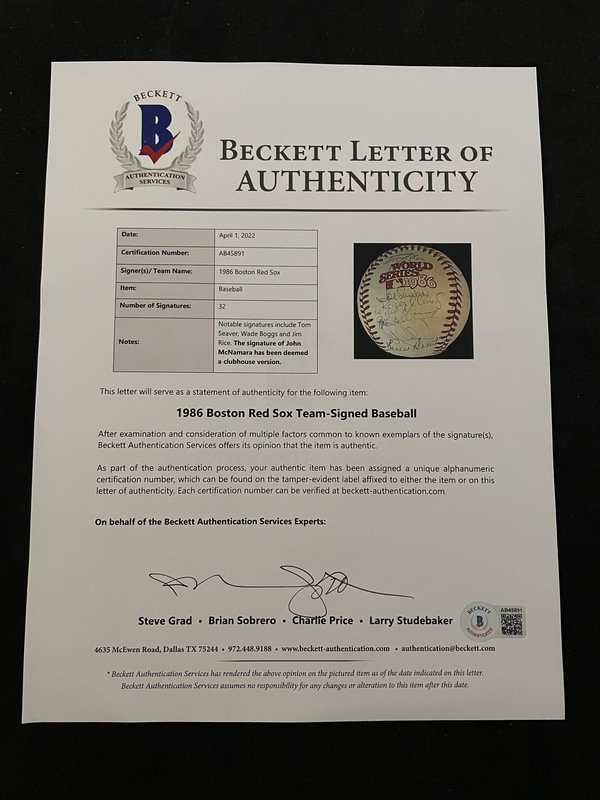 BECKETT
B
AUTHENTICATION
SERVICES
BECKETT LETTER OF
AUTHENTICITY
Date: April 1, 2022
Certification Number: AB45891
Signer(s)/ Team Name: 1986 Boston Red Sox
Item: Baseball
Number of Signatures: 32
Notes:
Notable signatures include Tom
Seaver, Wade Boggs and Jim
Rice. The signature of John
McNamara has been deemed
a clubhouse version.
WORLD
SERIES
1986
This letter will serve as a statement of authenticity for the following item:
1986 Boston Red Sox Team-Signed Baseball
After examination and consideration of multiple factors common to known exemplars of the signature(s),
Beckett Authentication Services offers its opinion that the item is authentic.
As part of the authentication process, your authentic item has been assigned a unique alphanumeric
certification number, which can be found on the tamper-evident label affixed to either the item or on this
letter of authenticity. Each certification number can be verified at beckett-authentication.com.
On behalf of the Beckett Authentication Services Experts:
Steve Grad • Brian Sobrero • Charlie Price • Larry Studebaker
BECKETT
B
AUTHENTICATED
AB45891
4635 McEwen Road, Dallas TX 75244 • 972.448.9188 • www.beckett-authentication.com • authentication@beckett.com
* Beckett Authentication Services has rendered the above opinion on the pictured item as of the date indicated on this letter.
Beckett Authentication Services assumes no responsibility for any changes or alteration to this item after this date.